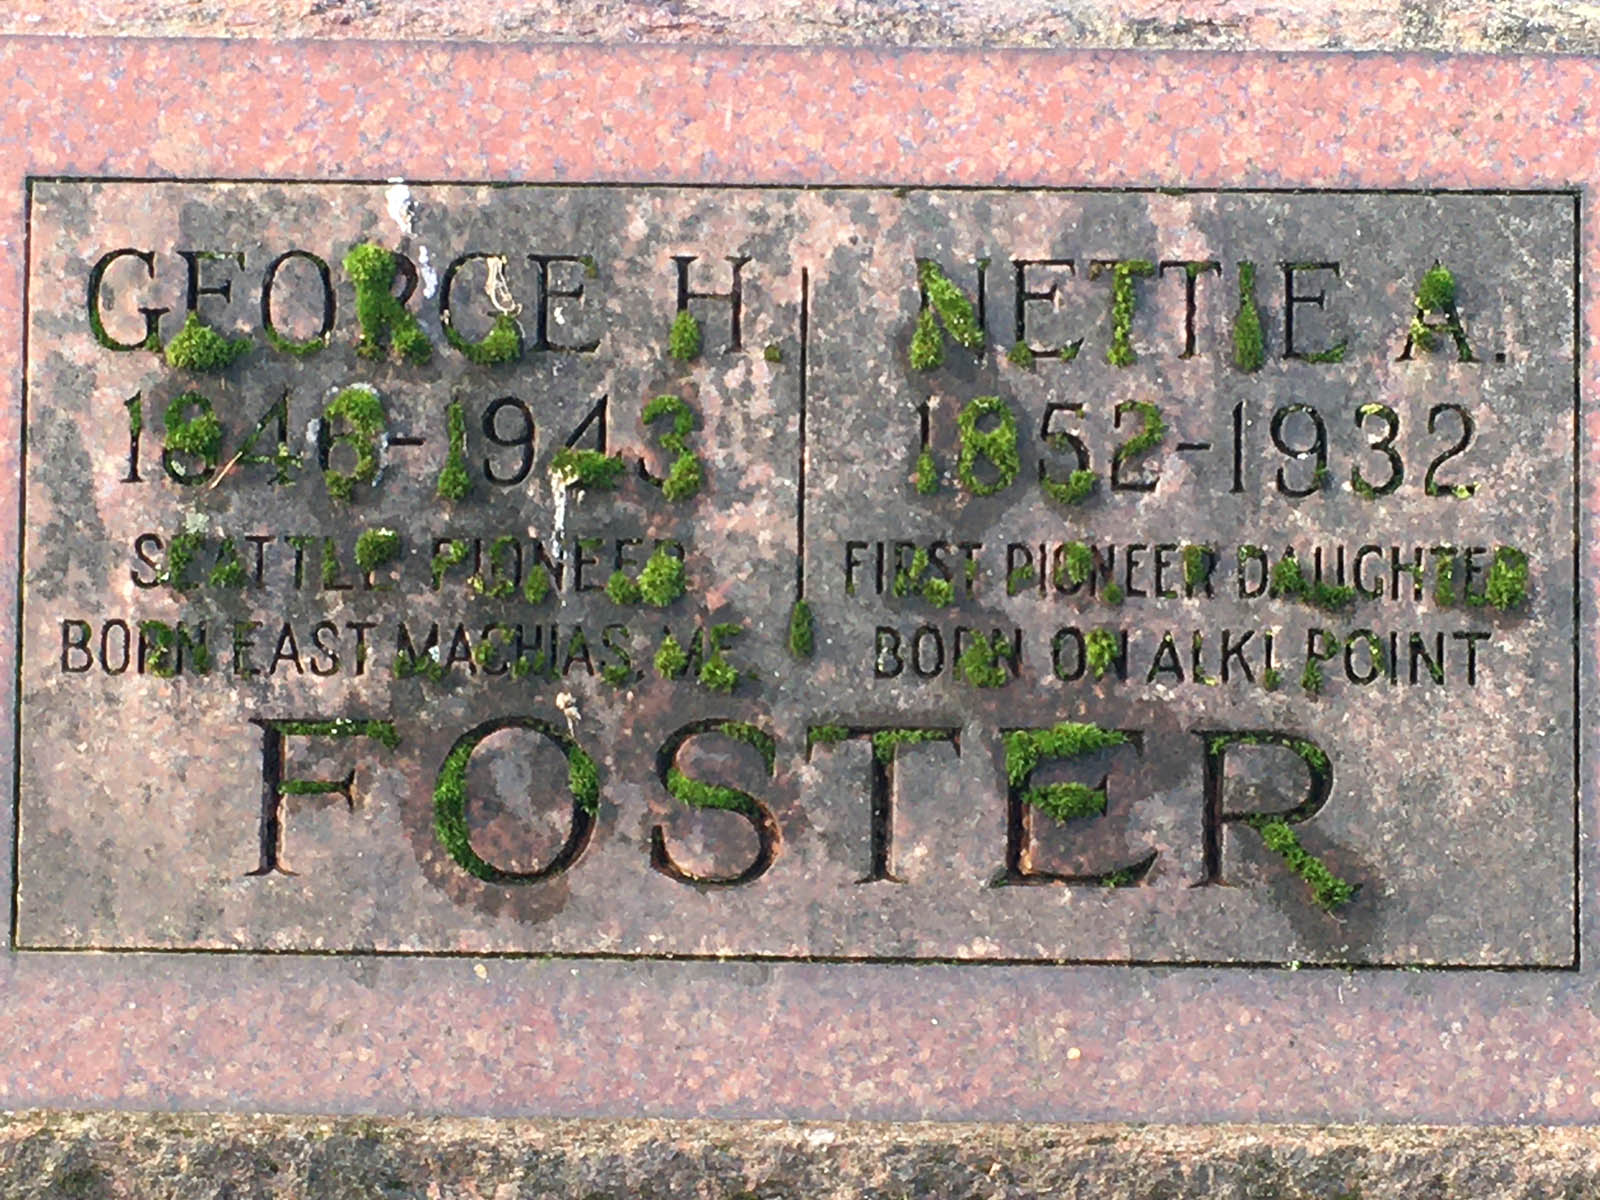 GEORGE H.
1846-1943
SEATTLE PIONEER
BORN EAST MACHIAS, ME.
NETTIE A.
1852-1932
FIRST PIONEER DAUGHTER
BORN ON ALKI POINT
FOSTER